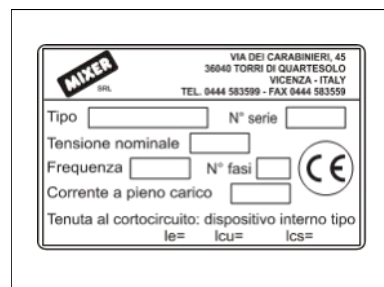 MIXER
SRL
VIA DEI CARABINIERI, 45
36040 TORRI DI QUARTESOLO
VICENZA - ITALY
TEL. 0444 583599 - FAX 0444 583559
Tipo N° serie
Tensione nominale
Frequenza N° fasi
CE
Corrente a pieno carico
Tenuta al cortocircuito: dispositivo interno tipo
Ie= Icu= Ics=